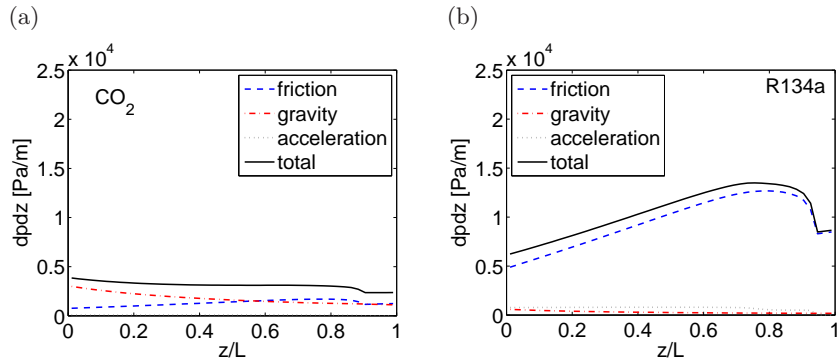 (a)
x 10^4
2.5
2
1.5
1
0.5
0
dpdz [Pa/m]
CO_2
friction
gravity
acceleration
total
0 0.2 0.4 0.6 0.8 1
z/L
(b)
x 10^4
2.5
2
1.5
1
0.5
0
dpdz [Pa/m]
friction
gravity
acceleration
total
R134a
0 0.2 0.4 0.6 0.8 1
z/L